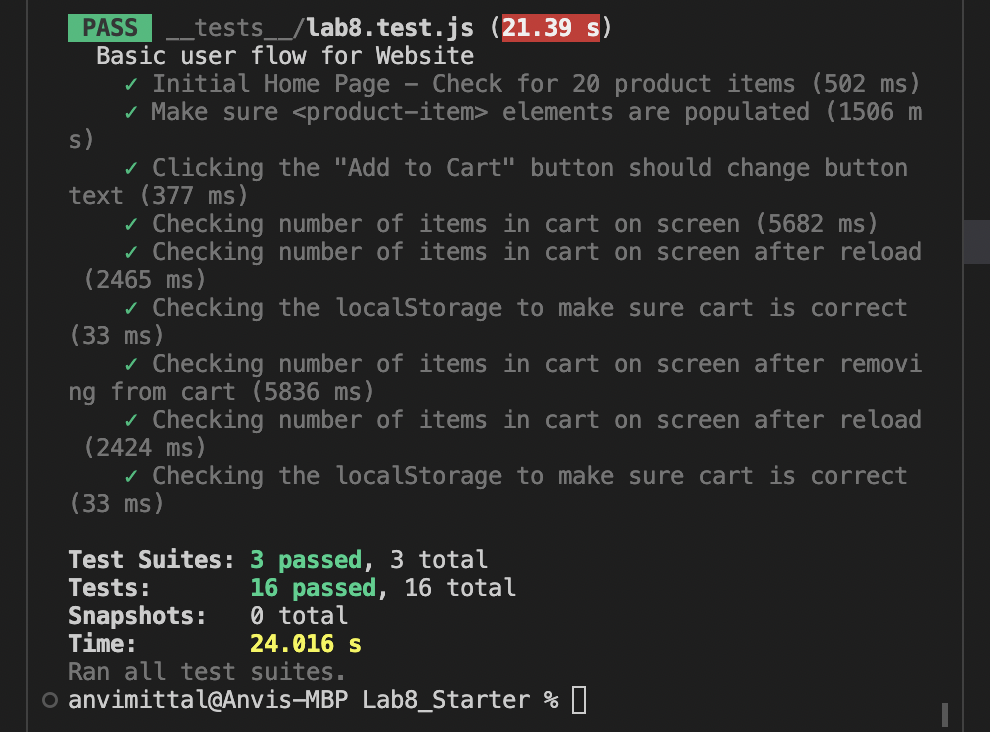 PASS __tests__/lab8.test.js (21.39 s)
Basic user flow for Website
✓ Initial Home Page – Check for 20 product items (502 ms)
✓ Make sure <product-item> elements are populated (1506 m
s)
✓ Clicking the "Add to Cart" button should change button
text (377 ms)
✓ Checking number of items in cart on screen (5682 ms)
✓ Checking number of items in cart on screen after reload
(2465 ms)
✓ Checking the localStorage to make sure cart is correct
(33 ms)
✓ Checking number of items in cart on screen after removi
ng from cart (5836 ms)
✓ Checking number of items in cart on screen after reload
(2424 ms)
✓ Checking the localStorage to make sure cart is correct
(33 ms)
Test Suites: 3 passed, 3 total
Tests: 16 passed, 16 total
Snapshots: 0 total
Time: 24.016 s
Ran all test suites.
anvimittal@Anvis-MBP Lab8_Starter %